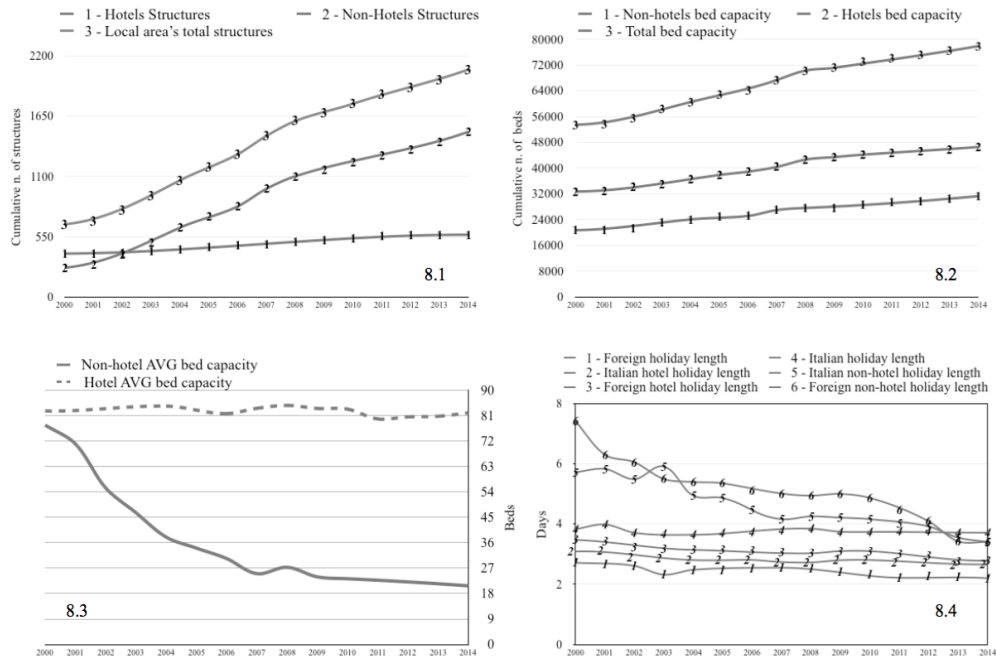 1 - Hotels Structures 2 - Non-Hotels Structures
3 - Local area's total structures
Cumulative n. of structures
2200
1650
1100
550
0
2000 2001 2002 2003 2004 2005 2006 2007 2008 2009 2010 2011 2012 2013 2014
8.1
1 - Non-hotels bed capacity 2 - Hotels bed capacity
3 - Total bed capacity
Cumulative n. of beds
80000
72000
64000
56000
48000
40000
32000
24000
16000
8000
0
2000 2001 2002 2003 2004 2005 2006 2007 2008 2009 2010 2011 2012 2013 2014
8.2
Non-hotel AVG bed capacity
Hotel AVG bed capacity
90
81
72
63
54
45
36
27
18
9
0
Beds
2000 2001 2002 2003 2004 2005 2006 2007 2008 2009 2010 2011 2012 2013 2014
8.3
1 - Foreign holiday length 4 - Italian holiday length
2 - Italian hotel holiday length 5 - Italian non-hotel holiday length
3 - Foreign hotel holiday length 6 - Foreign non-hotel holiday length
Days
8
6
4
2
0
2000 2001 2002 2003 2004 2005 2006 2007 2008 2009 2010 2011 2012 2013 2014
8.4